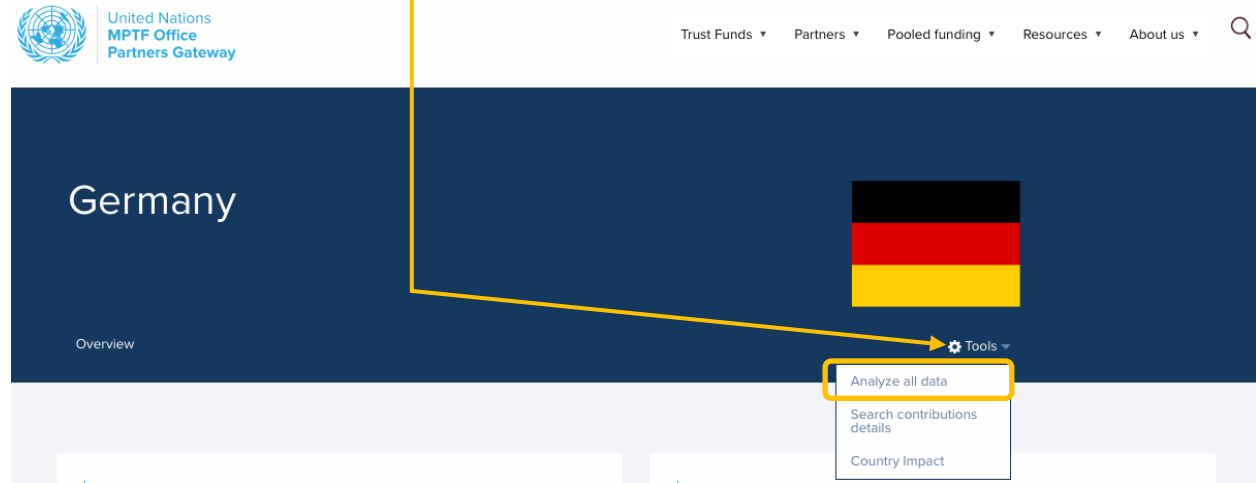 United Nations
MPTF Office
Partners Gateway
Trust Funds ▼ Partners ▼ Pooled funding ▼ Resources ▼ About us ▼
Germany
Overview
Tools
Analyze all data
Search contributions
details
Country Impact